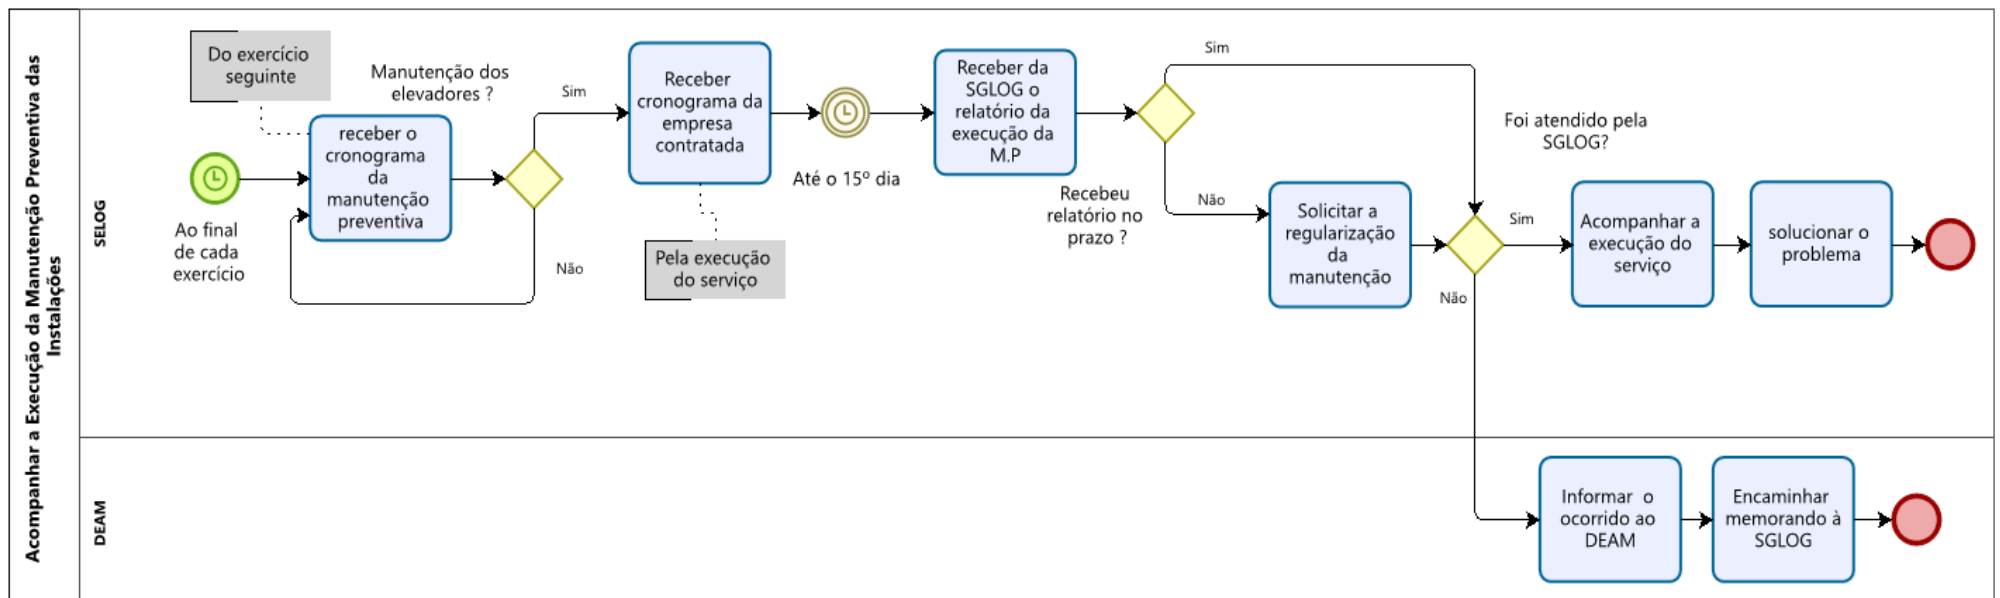 Acompanhar a Execução da Manutenção Preventiva das
Instalações
SELOG
Do exercício
seguinte
Ao final
de cada
exercício
receber o
cronograma
da
manutenção
preventiva
Manutenção dos
elevadores ?
Sim
Não
Receber
cronograma da
empresa
contratada
Pela execução
do serviço
Até o 15º dia
Receber da
SGLOG o
relatório da
execução da
M.P
Recebeu
relatório no
prazo ?
Sim
Não
Solicitar a
regularização
da
manutenção
Foi atendido pela
SGLOG?
Sim
Não
Acompanhar a
execução do
serviço
solucionar o
problema
DEAM
Informar o
ocorrido ao
DEAM
Encaminhar
memorando à
SGLOG